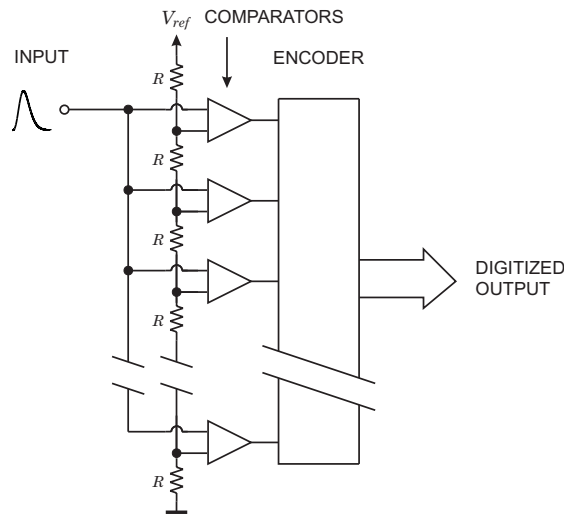 V_ref COMPARATORS
INPUT
ENCODER
R
R
R
R
R
DIGITIZED
OUTPUT